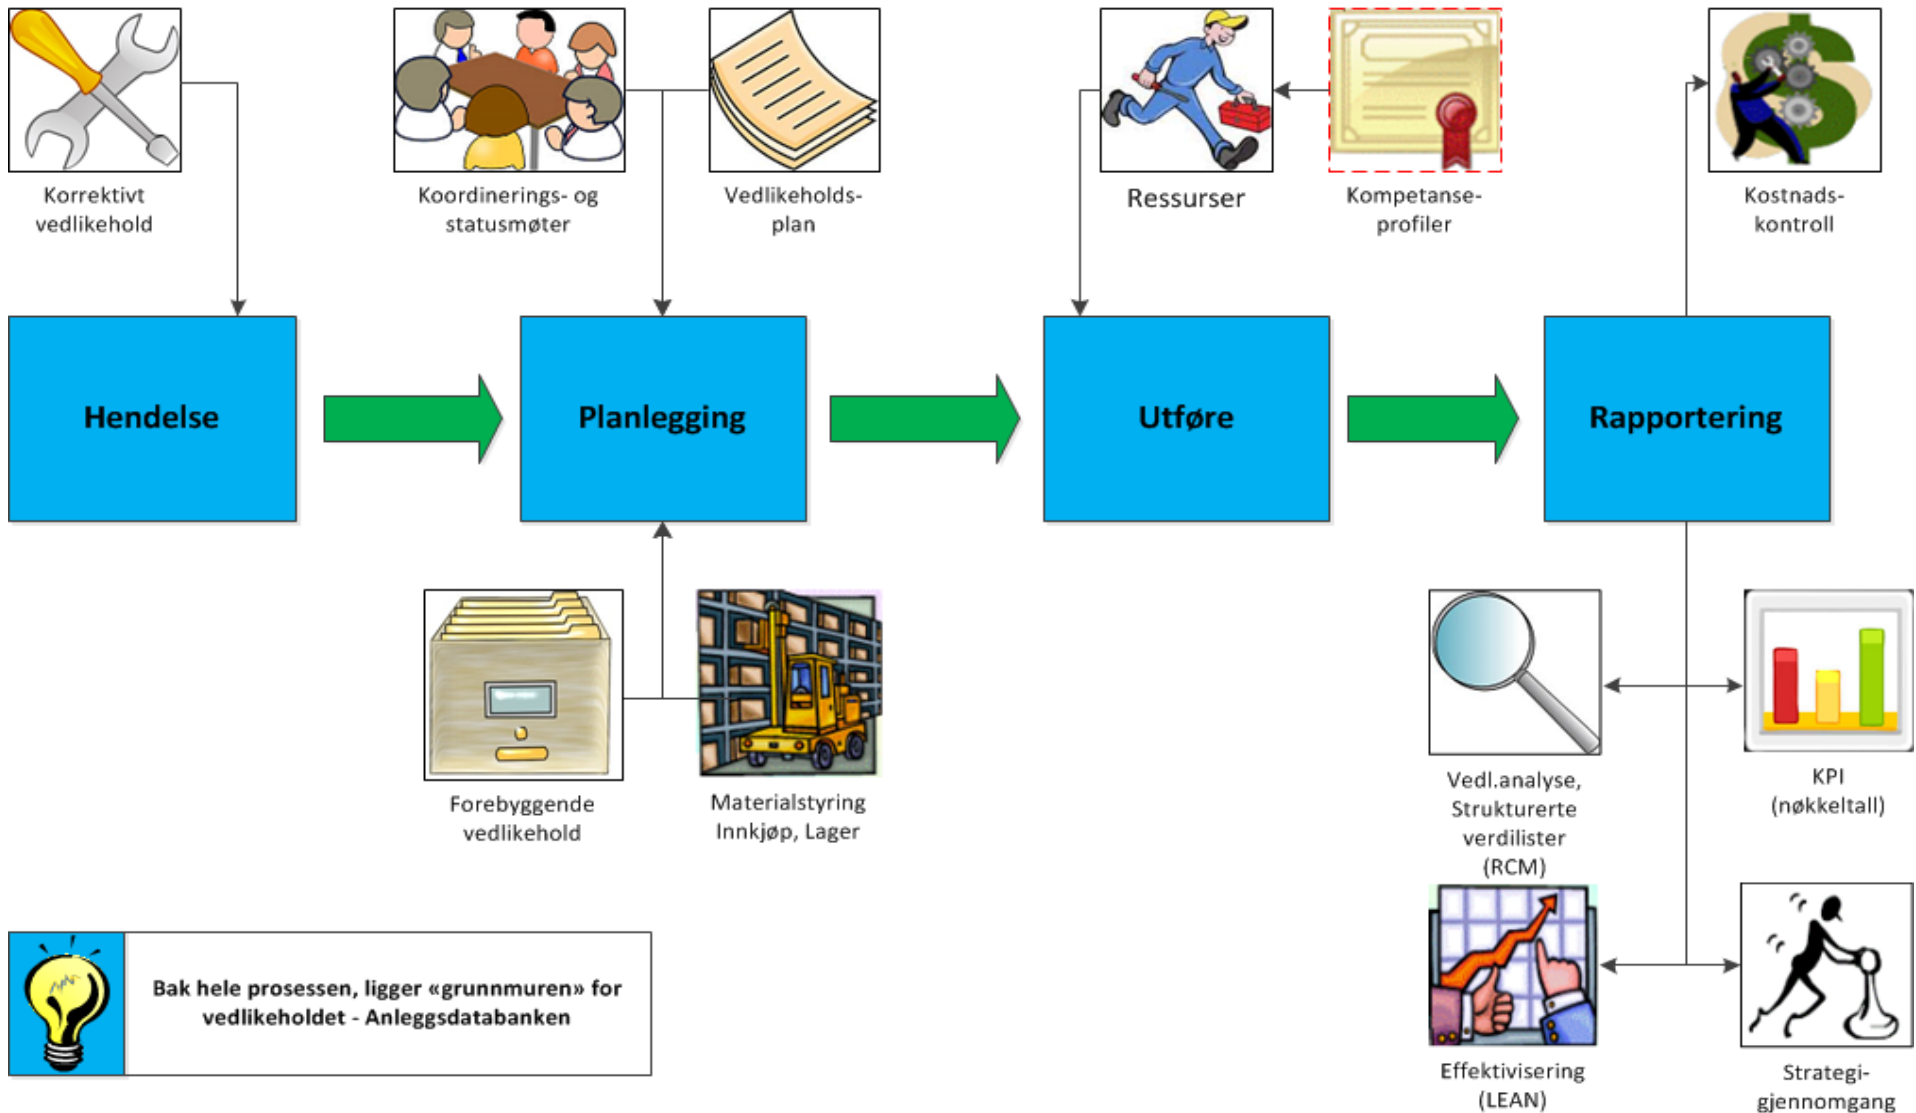 Korrektivt
vedlikehold
Koordinerings- og
statusmøter
Vedlikeholds-
plan
Ressurser
Kompetanse-
profiler
Kostnads-
kontroll
Hendelse
Planlegging
Utføre
Rapportering
Forebyggende
vedlikehold
Materialstyring
Innkjøp, Lager
Vedl.analyse,
Strukturerte
verdilister
(RCM)
KPI
(nøkkeltall)
Bak hele prosessen, ligger «grunnmuren» for
vedlikeholdet - Anleggsdatabanken
Effektivisering
(LEAN)
Strategi-
gjennomgang